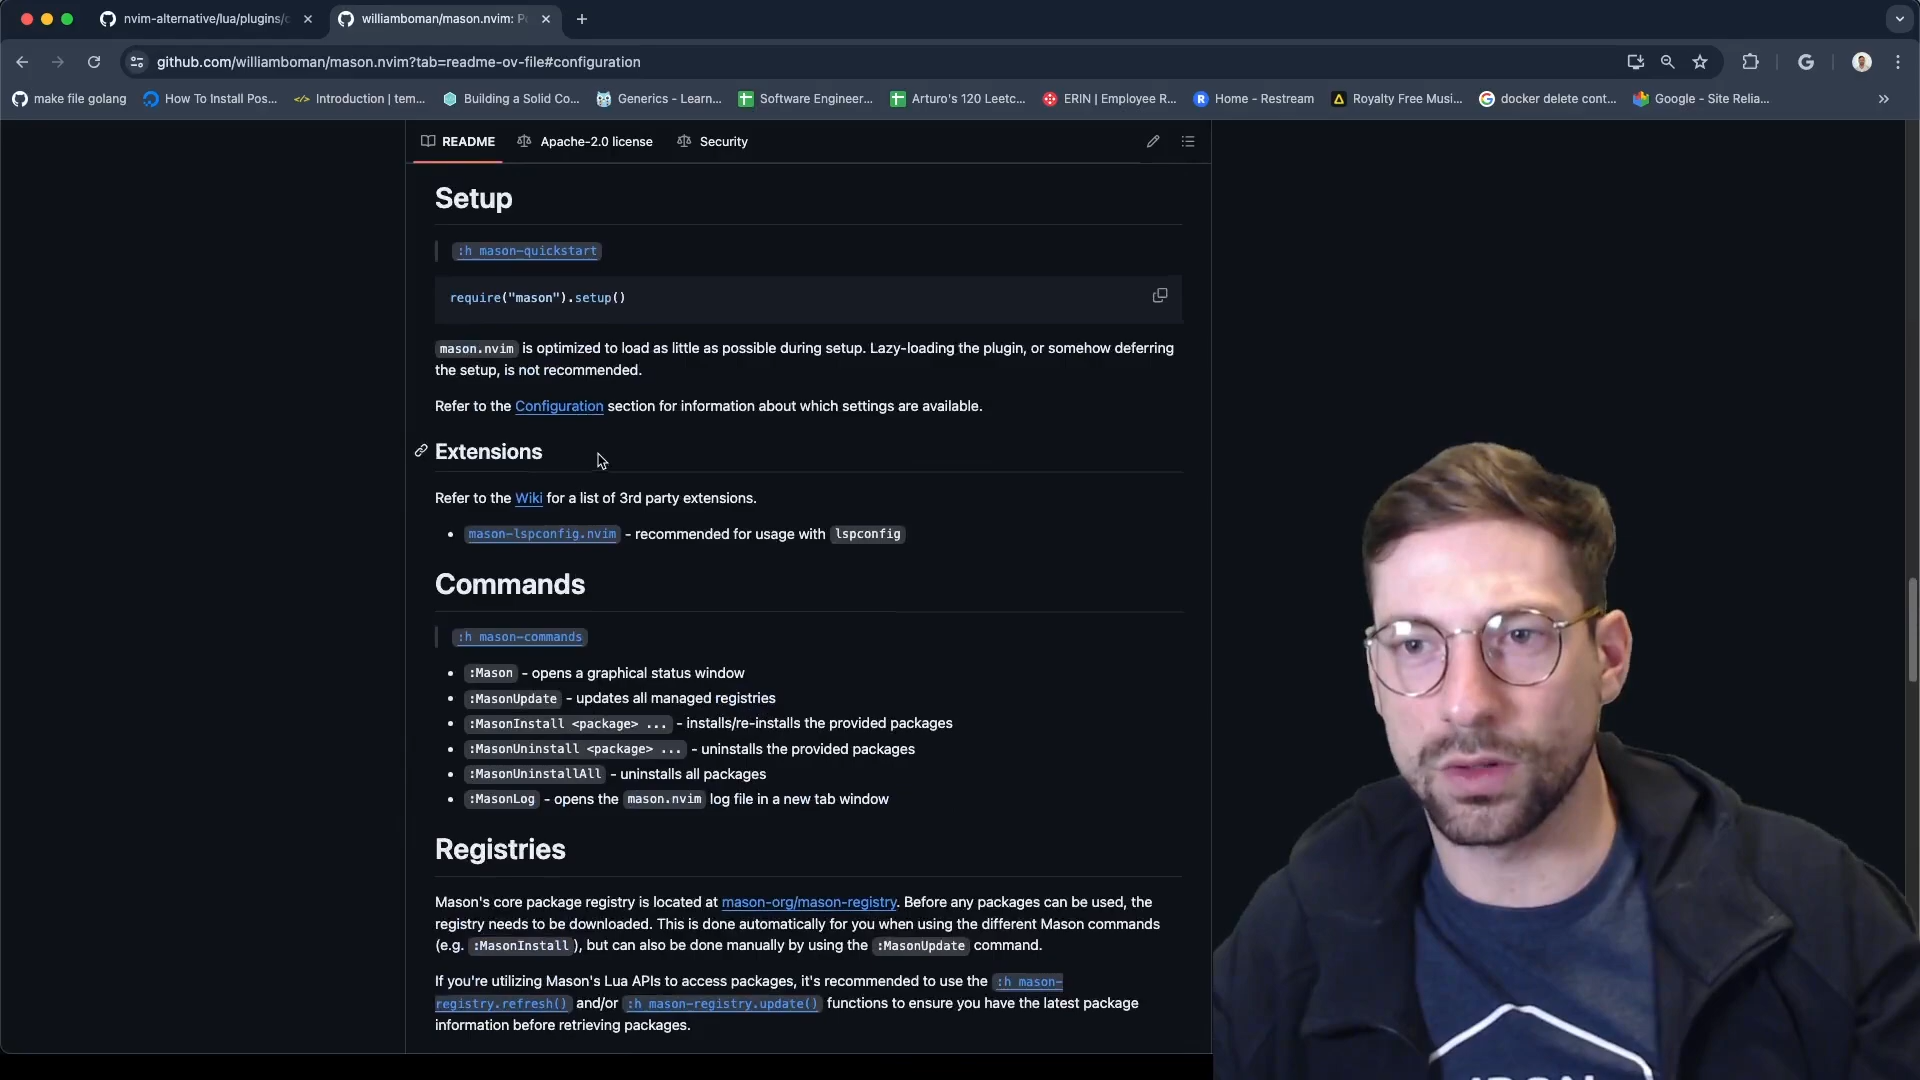 nvim-alternative/lua/plugins/c
williamboman/mason.nvim: P
github.com/williamboman/mason.nvim?tab=readme-ov-file#configuration
make file golang
How To Install Pos...
Introduction | tem...
Building a Solid Co...
Generics - Learn...
Software Engineer...
Arturo's 120 Leetc...
ERIN | Employee R...
Home - Restream
Royalty Free Musi...
docker delete cont...
Google - Site Relia...
README
Apache-2.0 license
Security
Setup
:h mason-quickstart
require("mason").setup()
mason.nvim is optimized to load as little as possible during setup. Lazy-loading the plugin, or somehow deferring
the setup, is not recommended.
Refer to the Configuration section for information about which settings are available.
Extensions
Refer to the Wiki for a list of 3rd party extensions.
mason-lspconfig.nvim - recommended for usage with lspconfig
Commands
:h mason-commands
:Mason - opens a graphical status window
:MasonUpdate - updates all managed registries
:MasonInstall <package> ... - installs/re-installs the provided packages
:MasonUninstall <package> ... - uninstalls the provided packages
:MasonUninstallAll - uninstalls all packages
:MasonLog - opens the mason.nvim log file in a new tab window
Registries
Mason's core package registry is located at mason-org/mason-registry. Before any packages can be used, the
registry needs to be downloaded. This is done automatically for you when using the different Mason commands
(e.g. :MasonInstall), but can also be done manually by using the :MasonUpdate command.
If you're utilizing Mason's Lua APIs to access packages, it's recommended to use the :h mason-
registry.refresh() and/or :h mason-registry.update() functions to ensure you have the latest package
information before retrieving packages.